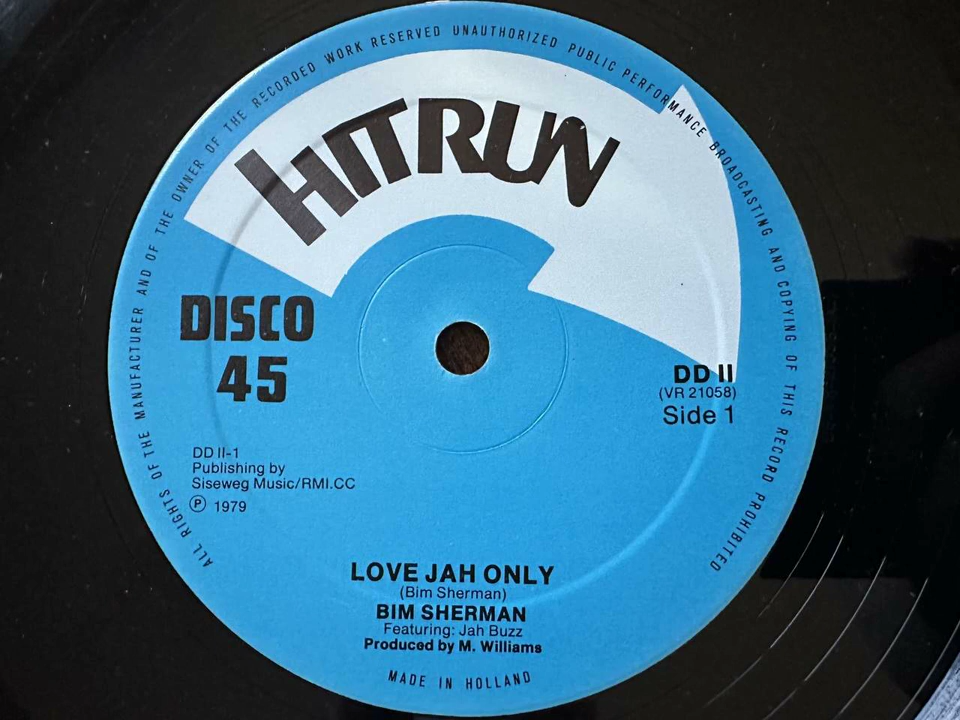 ALL RIGHTS OF THE MANUFACTURER AND OF THE OWNER OF THE RECORDED WORK RESERVED UNAUTHORIZED PUBLIC PERFORMANCE BROADCASTING AND COPYING OF THIS RECORD PROHIBITED
HITRUN
DISCO
45
DD II
(VR 21058)
Side 1
DD II-1
Publishing by
Siseweg Music/RMI.CC
Ⓟ 1979
LOVE JAH ONLY
(Bim Sherman)
BIM SHERMAN
Featuring: Jah Buzz
Produced by M. Williams
MADE IN HOLLAND